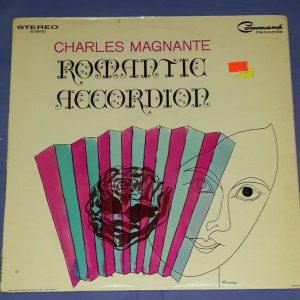 STEREO
Command
RECORDS
CHARLES MAGNANTE
ROMANTIC
ACCORDION